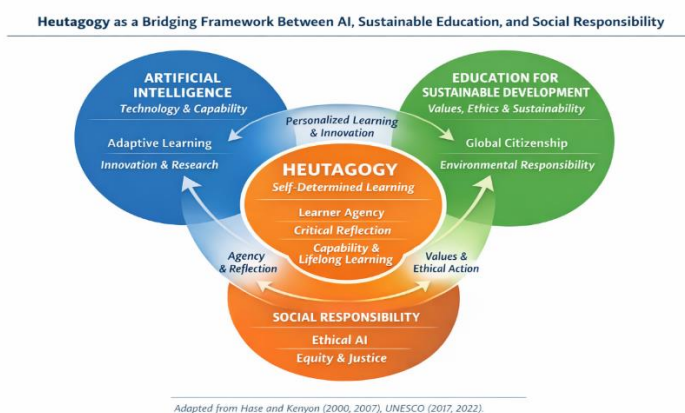 Heutagogy as a Bridging Framework Between AI, Sustainable Education, and Social Responsibility
ARTIFICIAL
INTELLIGENCE
Technology & Capability
Adaptive Learning
Innovation & Research
EDUCATION FOR
SUSTAINABLE DEVELOPMENT
Values, Ethics & Sustainability
Global Citizenship
Environmental Responsibility
Personalized Learning
& Innovation
HEUTAGOGY
Self-Determined Learning
Learner Agency
Critical Reflection
Capability &
Lifelong Learning
Agency
& Reflection
Values &
Ethical Action
SOCIAL RESPONSIBILITY
Ethical AI
Equity & Justice
Adapted from Hase and Kenyon (2000, 2007), UNESCO (2017, 2022).